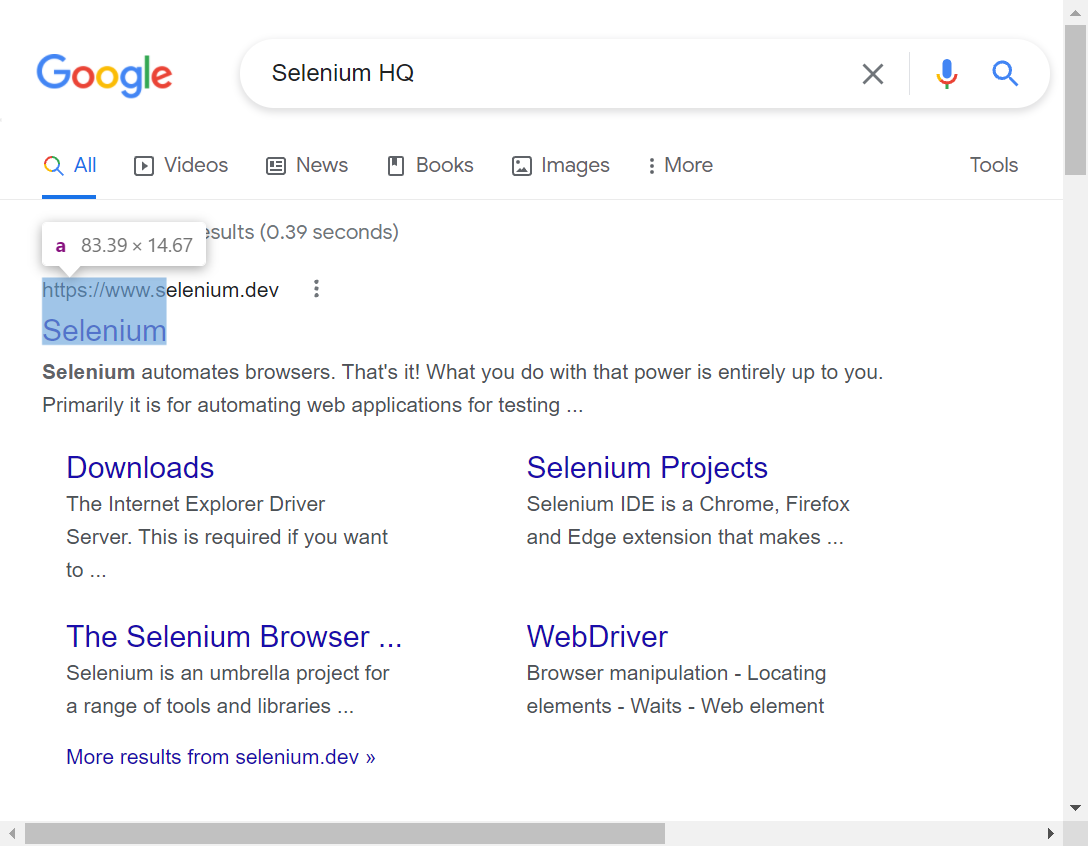 Google
Selenium HQ
All Videos News Books Images More Tools
a 83.39 × 14.67
esults (0.39 seconds)
https://www.selenium.dev
Selenium
Selenium automates browsers. That's it! What you do with that power is entirely up to you.
Primarily it is for automating web applications for testing ...
Downloads
The Internet Explorer Driver
Server. This is required if you want
to ...
Selenium Projects
Selenium IDE is a Chrome, Firefox
and Edge extension that makes ...
The Selenium Browser ...
Selenium is an umbrella project for
a range of tools and libraries ...
WebDriver
Browser manipulation - Locating
elements - Waits - Web element
More results from selenium.dev »